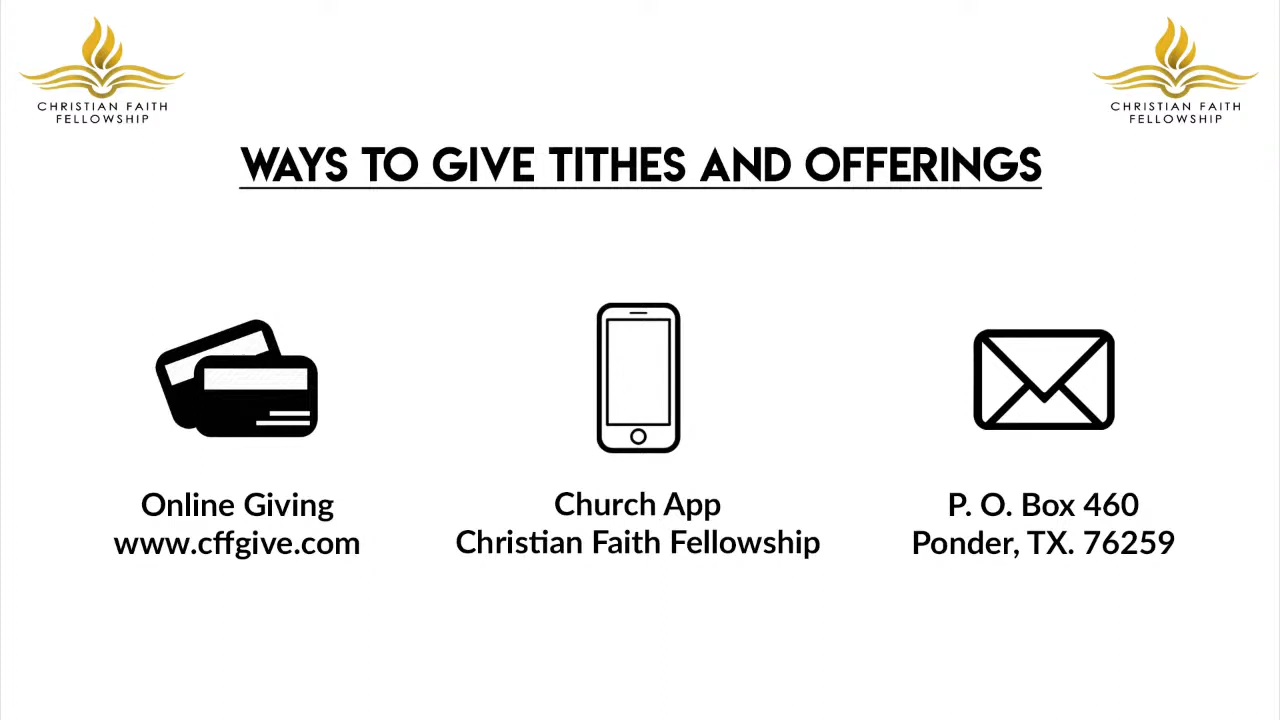 CHRISTIAN FAITH
FELLOWSHIP
CHRISTIAN FAITH
FELLOWSHIP
WAYS TO GIVE TITHES AND OFFERINGS
Online Giving
www.cffgive.com
Church App
Christian Faith Fellowship
P. O. Box 460
Ponder, TX. 76259